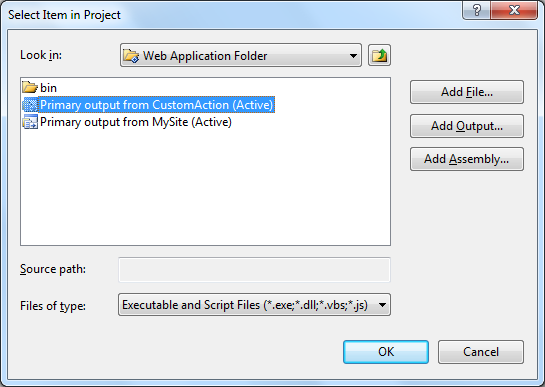 Select Item in Project
?
Look in:
Web Application Folder
bin
Primary output from CustomAction (Active)
Primary output from MySite (Active)
Add File...
Add Output...
Add Assembly...
Source path:
Files of type:
Executable and Script Files (*.exe;*.dll;*.vbs;*.js)
OK
Cancel